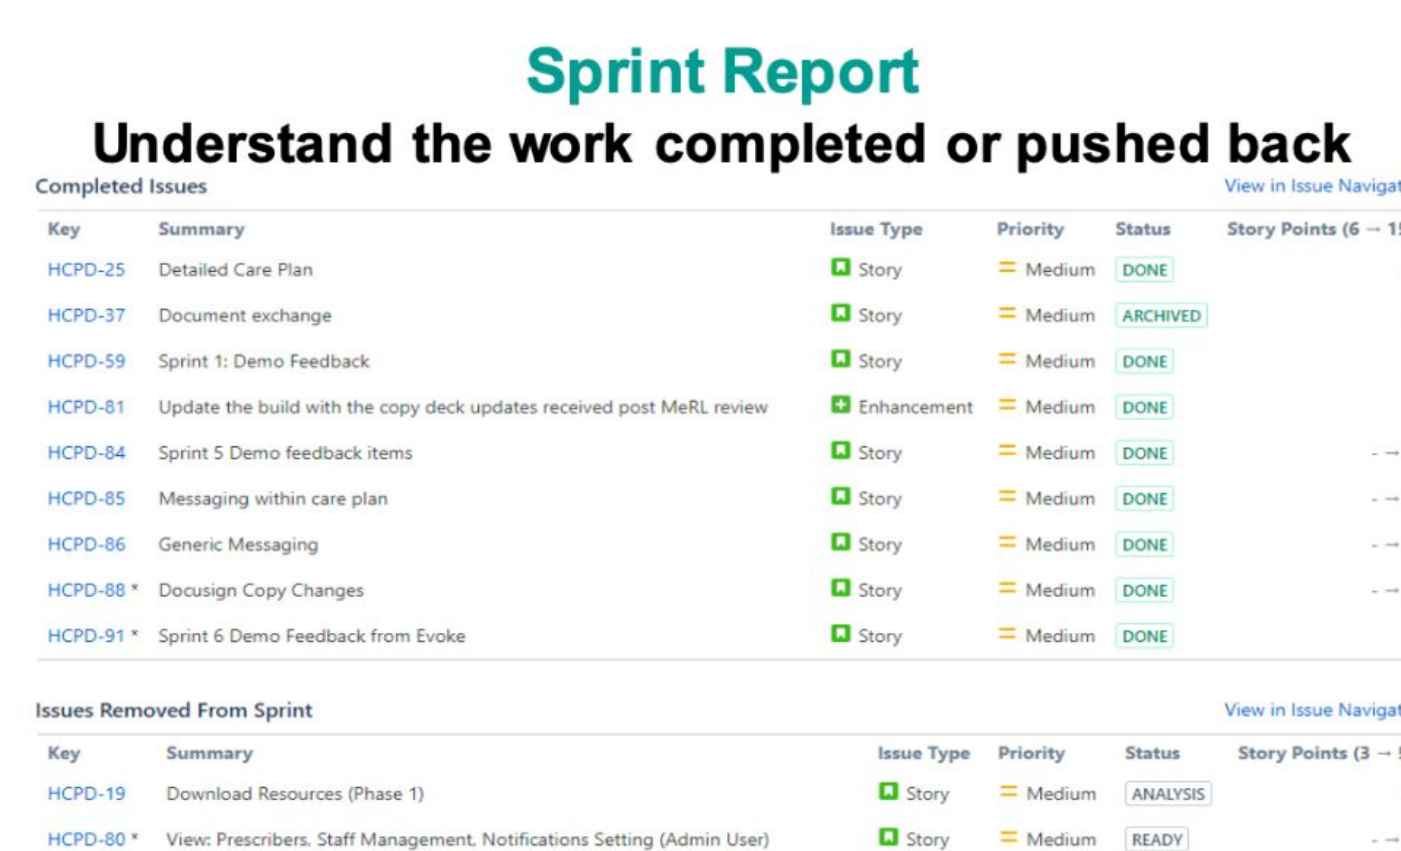 Sprint Report
Understand the work completed or pushed back
Completed Issues View in Issue
Key Summary Issue Type Priority Status Story Points (6 →
HCPD-25 Detailed Care Plan Story Medium DONE
HCPD-37 Document exchange Story Medium ARCHIVED
HCPD-59 Sprint 1: Demo Feedback Story Medium DONE
HCPD-81 Update the build with the copy deck updates received post MeRL review Enhancement Medium DONE
HCPD-84 Sprint 5 Demo feedback items Story Medium DONE - →
HCPD-85 Messaging within care plan Story Medium DONE - →
HCPD-86 Generic Messaging Story Medium DONE - →
HCPD-88 * Docusign Copy Changes Story Medium DONE - →
HCPD-91 * Sprint 6 Demo Feedback from Evoke Story Medium DONE
Issues Removed From Sprint View in Issue
Key Summary Issue Type Priority Status Story Points (3 →
HCPD-19 Download Resources (Phase 1) Story Medium ANALYSIS
HCPD-80 * View: Prescribers, Staff Management, Notifications Setting (Admin User) Story Medium READY - →